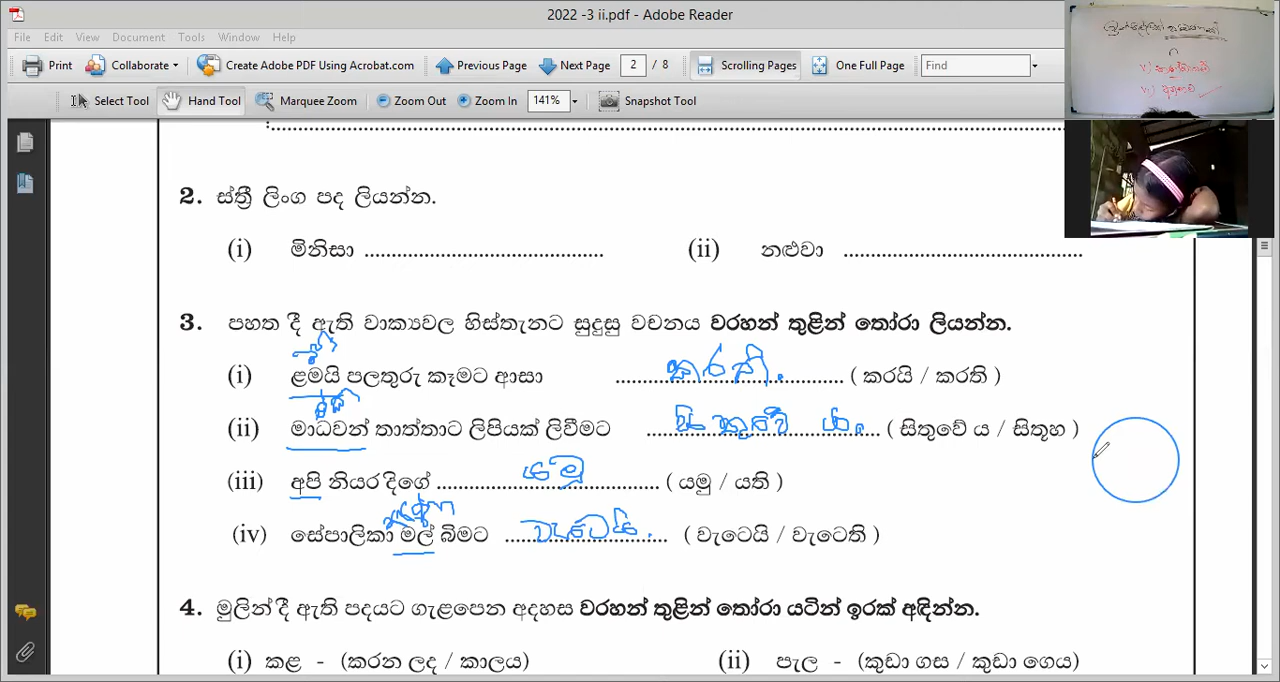 2022 -3 ii.pdf - Adobe Reader
File Edit View Document Tools Window Help
Print Collaborate Create Adobe PDF Using Acrobat.com Previous Page Next Page 2 / 8 Scrolling Pages One Full Page Find
Select Tool Hand Tool Marquee Zoom Zoom Out Zoom In 141% Snapshot Tool
2. ස්ත්‍රී ලිංග පද ලියන්න.
(i) මිනිසා .......................................... (ii) නළුවා ..........................................
3. පහත දී ඇති වාක්‍යවල හිස්තැනට සුදුසු වචනය වරහන් තුළින් තෝරා ලියන්න.
(i) ළමයි පලතුරු කෑමට ආසා කරති. ( කරයි / කරති )
(ii) මාධවන් තාත්තාට ලිපියක් ලිවීමට සිතුවේ ය. ( සිතුවේ ය / සිතූහ )
(iii) අපි නියරදිගේ යමු ( යමු / යති )
(iv) සේපාලිකා මල් බිමට වැටෙයි. ( වැටෙයි / වැටෙති )
4. මුලින් දී ඇති පදයට ගැළපෙන අදහස වරහන් තුළින් තෝරා යටින් ඉරක් අඳින්න.
(i) කළ - (කරන ලද / කාලය) (ii) පැල - (කුඩා ගස / කුඩා ගෙය)